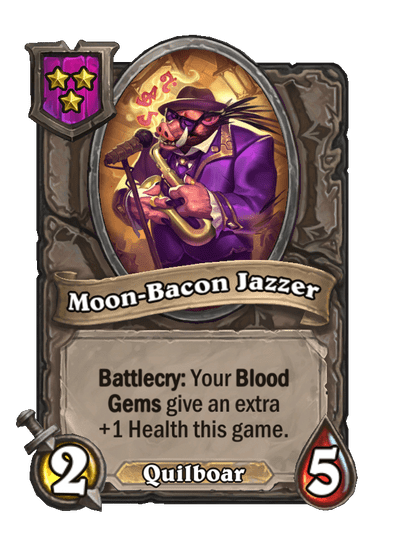 Moon-Bacon Jazzer
Battlecry: Your Blood
Gems give an extra
+1 Health this game.
2
Quilboar
5